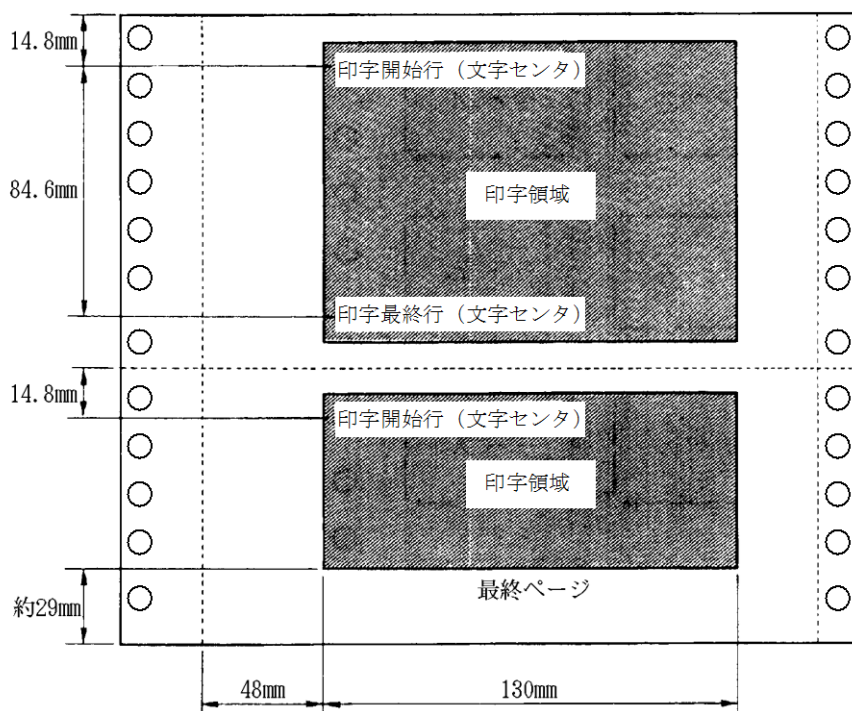 14.8mm
印字開始行（文字センタ）
84.6mm
印字領域
印字最終行（文字センタ）
14.8mm
印字開始行（文字センタ）
印字領域
最終ページ
約29mm
48mm
130mm